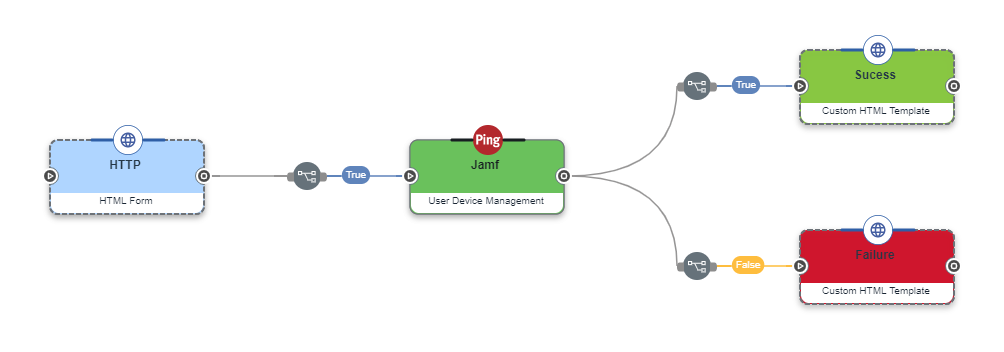 HTTP
HTML Form
True
Ping
Jamf
User Device Management
True
Sucess
Custom HTML Template
False
Failure
Custom HTML Template